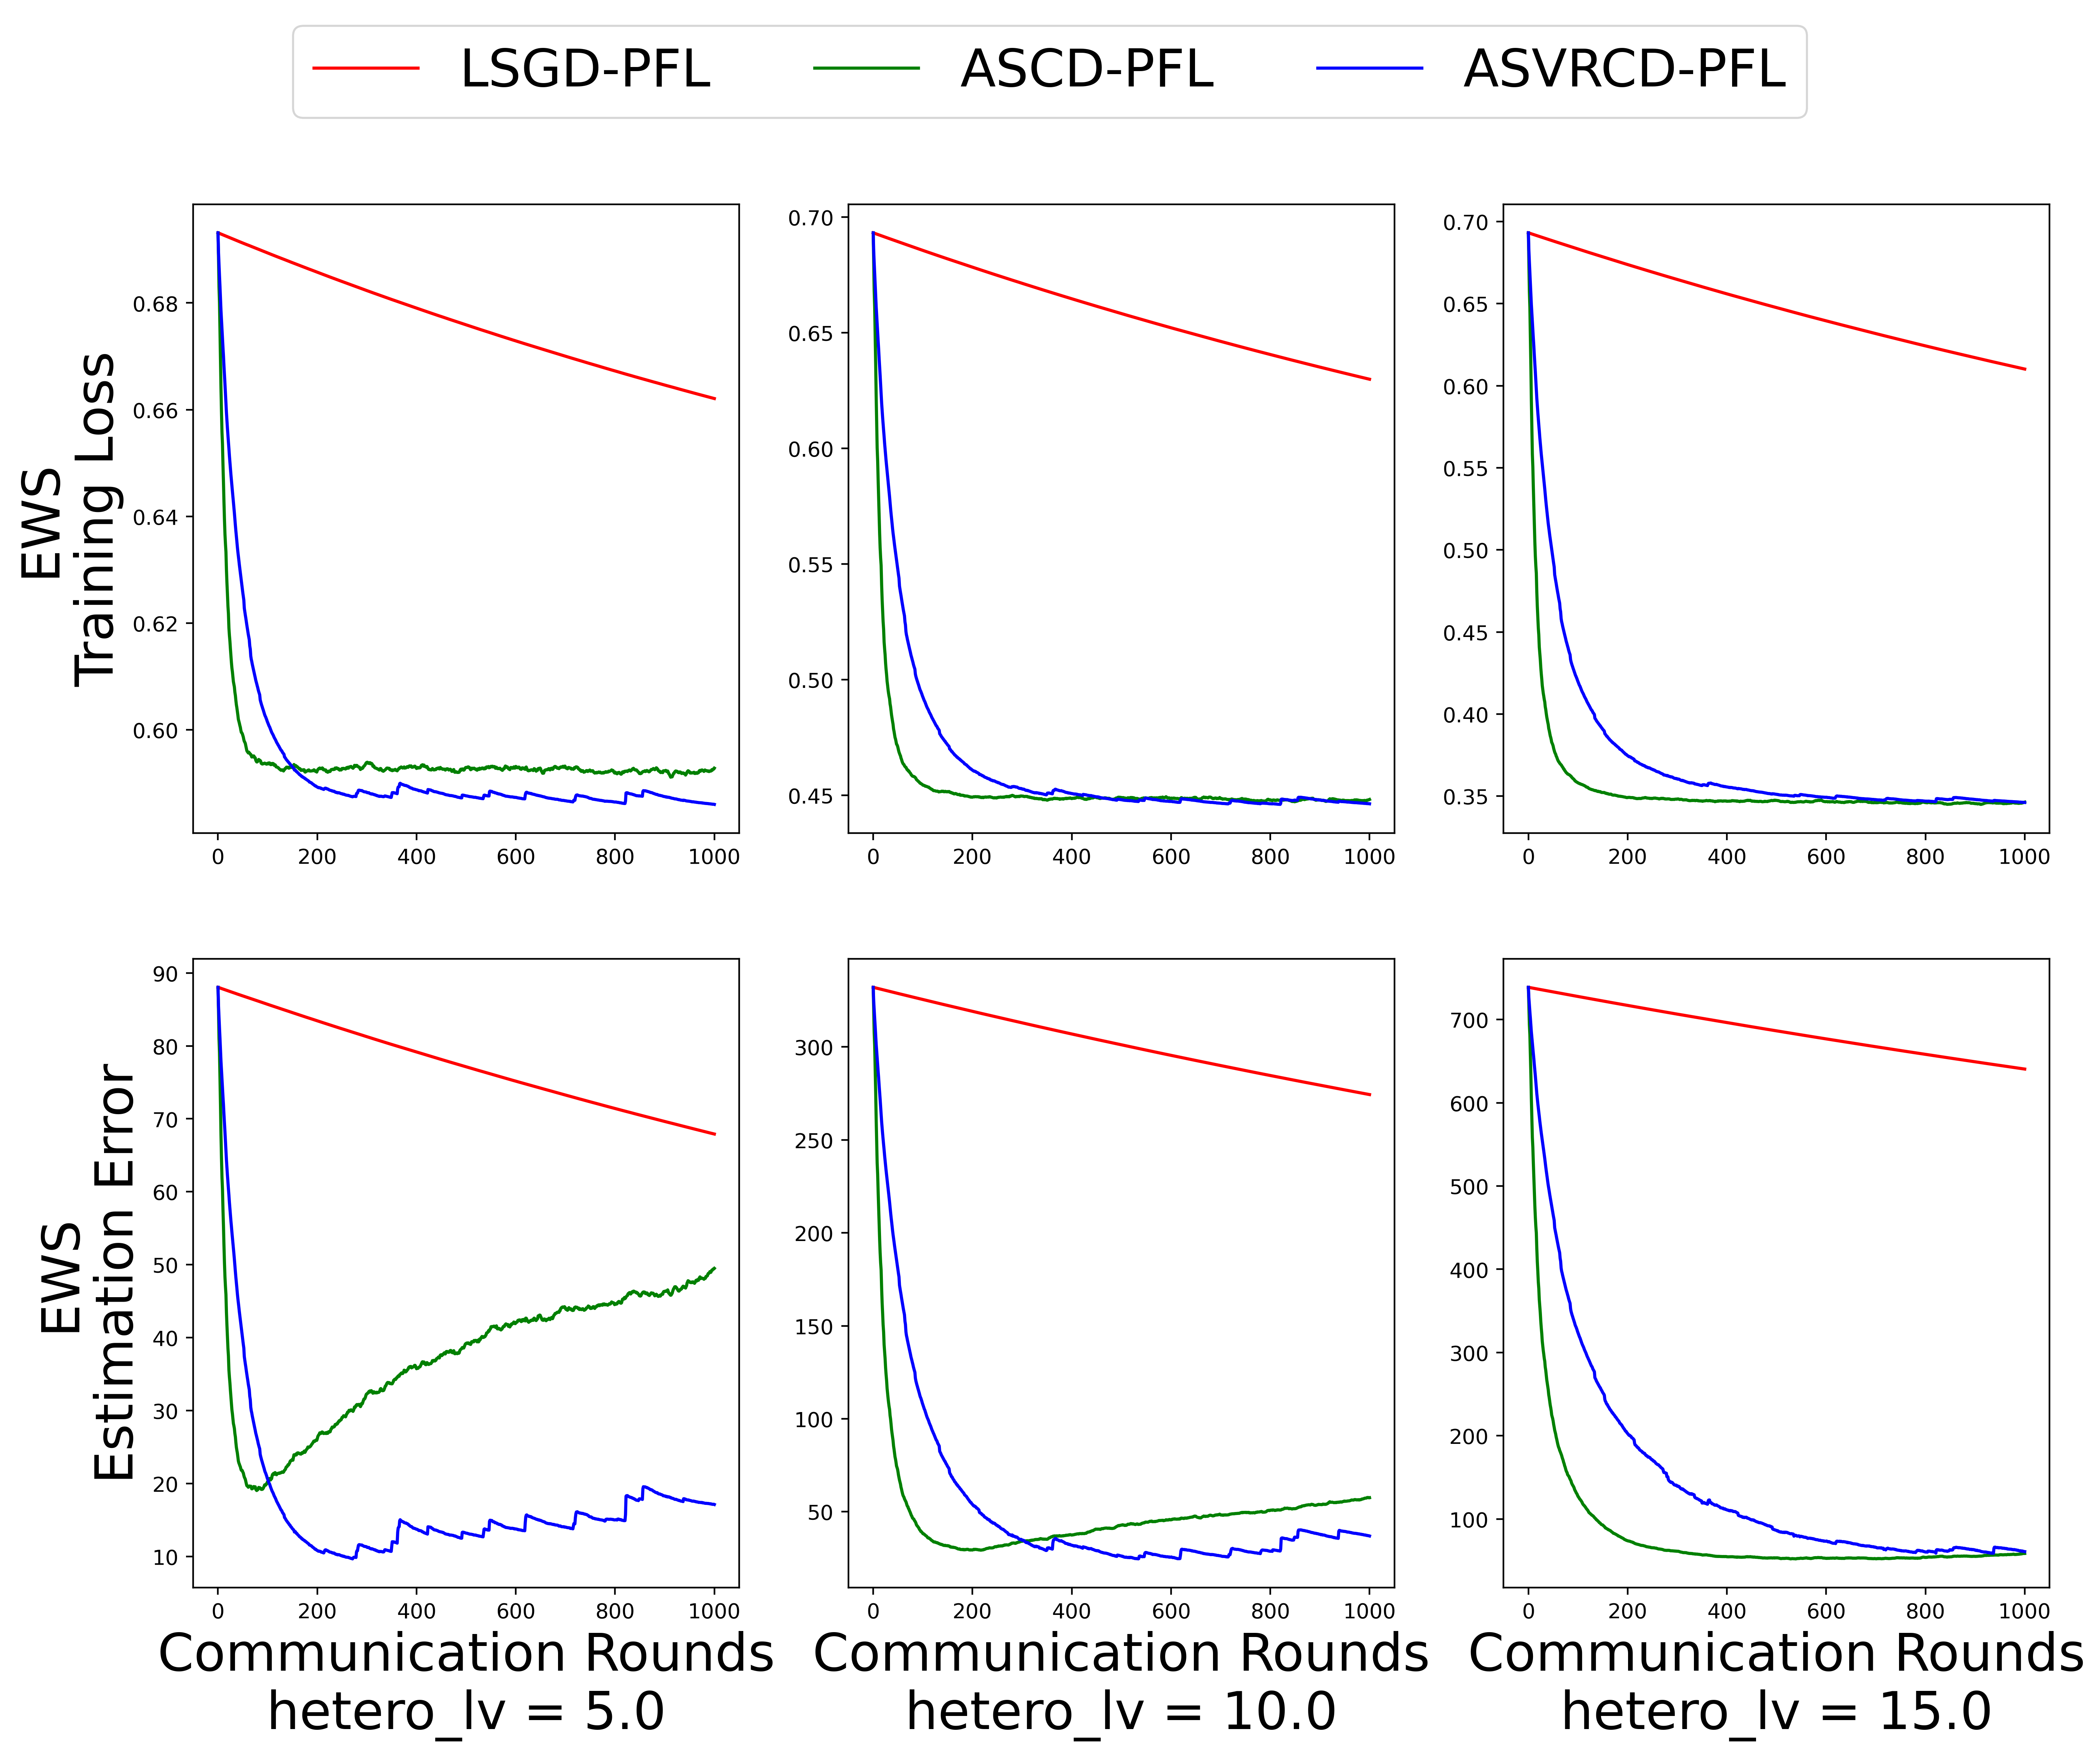 LSGD-PFL ASCD-PFL ASVRCD-PFL
EWS
Training Loss
0.68
0.66
0.64
0.62
0.60
0 200 400 600 800 1000
0.70
0.65
0.60
0.55
0.50
0.45
0 200 400 600 800 1000
0.70
0.65
0.60
0.55
0.50
0.45
0.40
0.35
0 200 400 600 800 1000
EWS
Estimation Error
90
80
70
60
50
40
30
20
10
0 200 400 600 800 1000
Communication Rounds
hetero_lv = 5.0
300
250
200
150
100
50
0 200 400 600 800 1000
Communication Rounds
hetero_lv = 10.0
700
600
500
400
300
200
100
0 200 400 600 800 1000
Communication Rounds
hetero_lv = 15.0